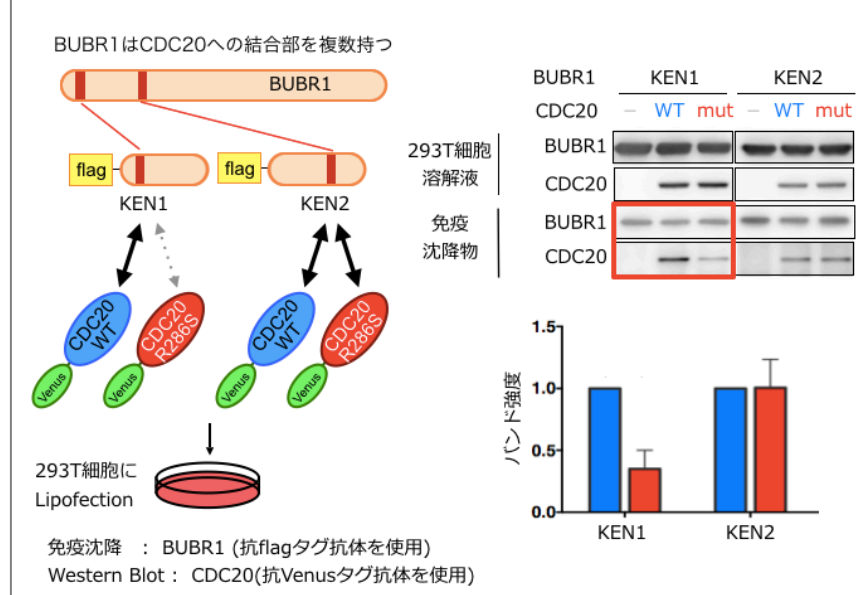 BUBR1はCDC20への結合部を複数持つ
BUBR1
flag
flag
KEN1
KEN2
CDC20
WT
CDC20
R286S
CDC20
WT
CDC20
R286S
Venus
Venus
Venus
Venus
293T細胞に
Lipofection
免疫沈降 : BUBR1 (抗flagタグ抗体を使用)
Western Blot : CDC20(抗Venusタグ抗体を使用)
BUBR1 KEN1 KEN2
CDC20 – WT mut – WT mut
293T細胞
溶解液
BUBR1
CDC20
免疫
沈降物
BUBR1
CDC20
バンド強度
1.5
1.0
0.5
0.0
KEN1 KEN2